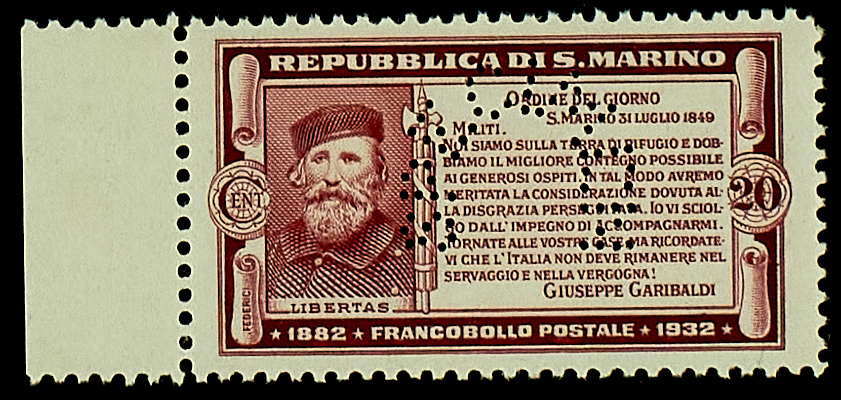 REPUBBLICA DI S. MARINO
ORDINE DEL GIORNO
S. MARINO 31 LUGLIO 1849
MILITI.
NOI SIAMO SULLA TERRA DI RIFUGIO E DOB-
BIAMO IL MIGLIORE CONTEGNO POSSIBILE
AI GENEROSI OSPITI. IN TAL MODO AVREMO
MERITATA LA CONSIDERAZIONE DOVUTA AL-
LA DISGRAZIA PERSEGUITATA. IO VI SCIOL-
GO DALL' IMPEGNO DI ACCOMPAGNARMI.
TORNATE ALLE VOSTRE CASE, MA RICORDATE-
VI CHE L' ITALIA NON DEVE RIMANERE NEL
SERVAGGIO E NELLA VERGOGNA!
GIUSEPPE GARIBALDI
CENT
20
LIBERTAS
FEDERICI
★ 1882 ★ FRANCOBOLLO POSTALE ★ 1932 ★